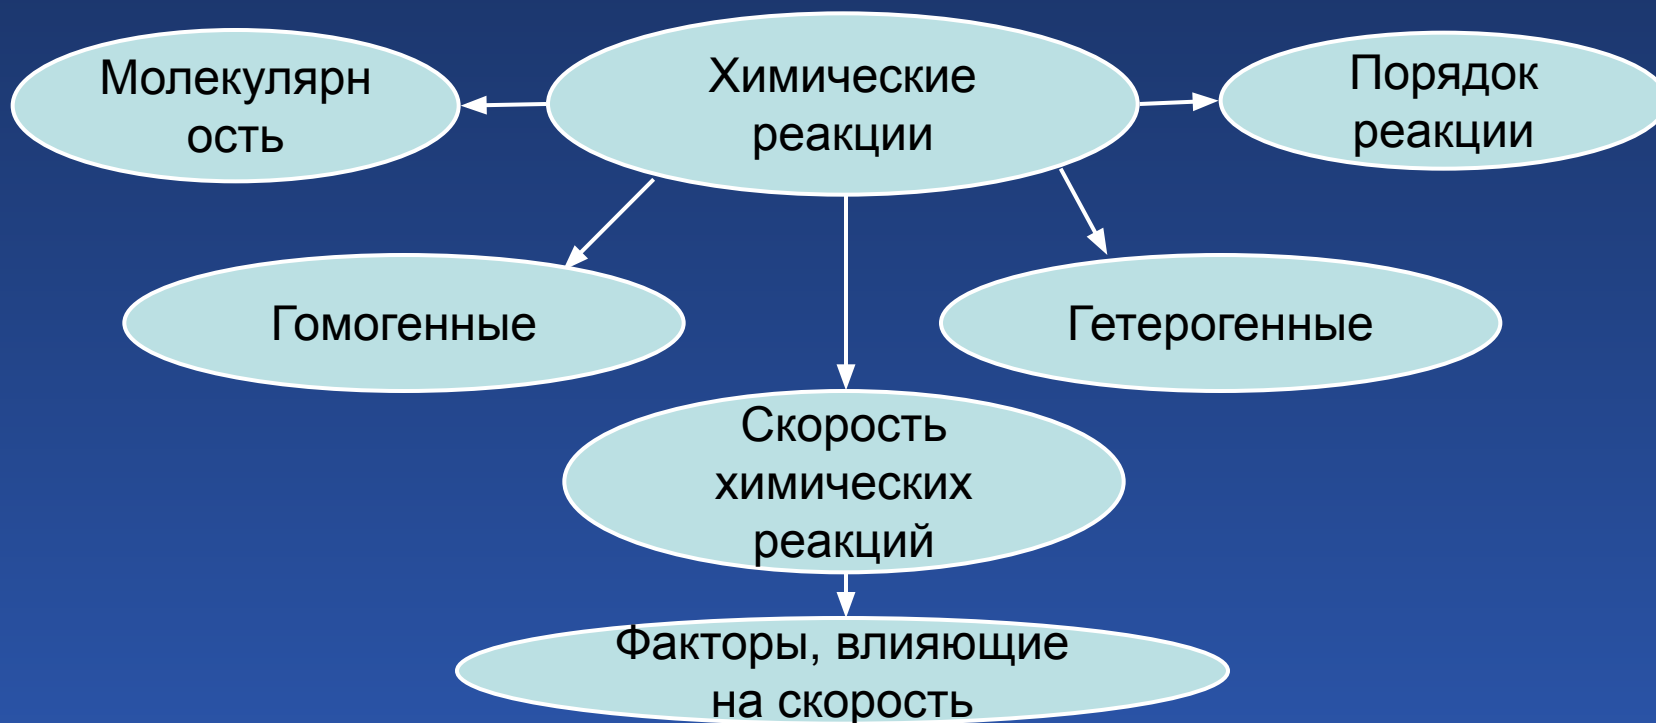 Молекулярн
ость
Химические
реакции
Порядок
реакции
Гомогенные
Гетерогенные
Скорость
химических
реакций
Факторы, влияющие
на скорость